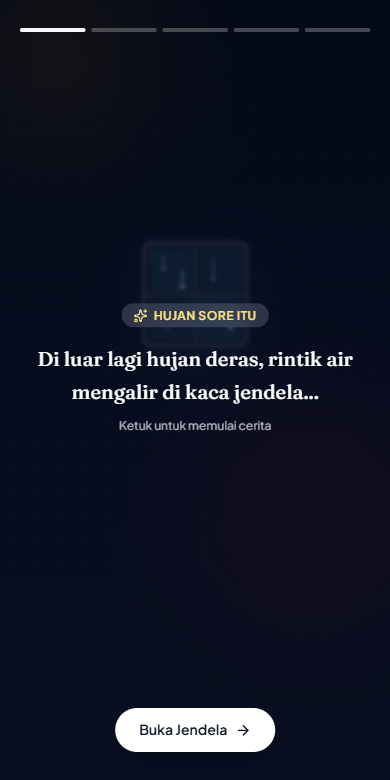 HUJAN SORE ITU
Di luar lagi hujan deras, rintik air
mengalir di kaca jendela...
Ketuk untuk memulai cerita
Buka Jendela